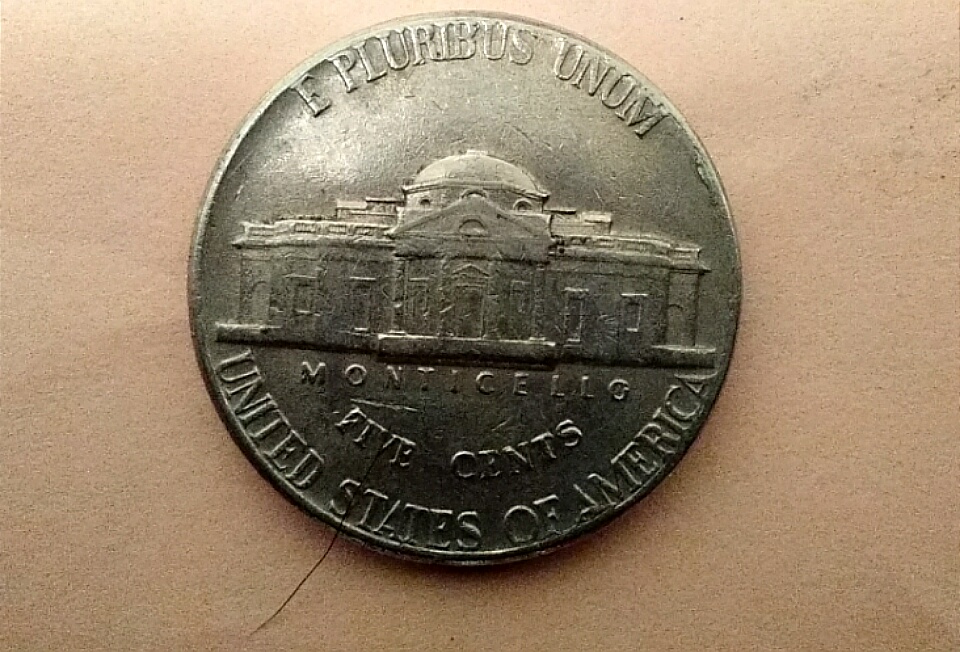 E PLURIBUS UNUM
MONTICELLO
FIVE CENTS
UNITED STATES OF AMERICA